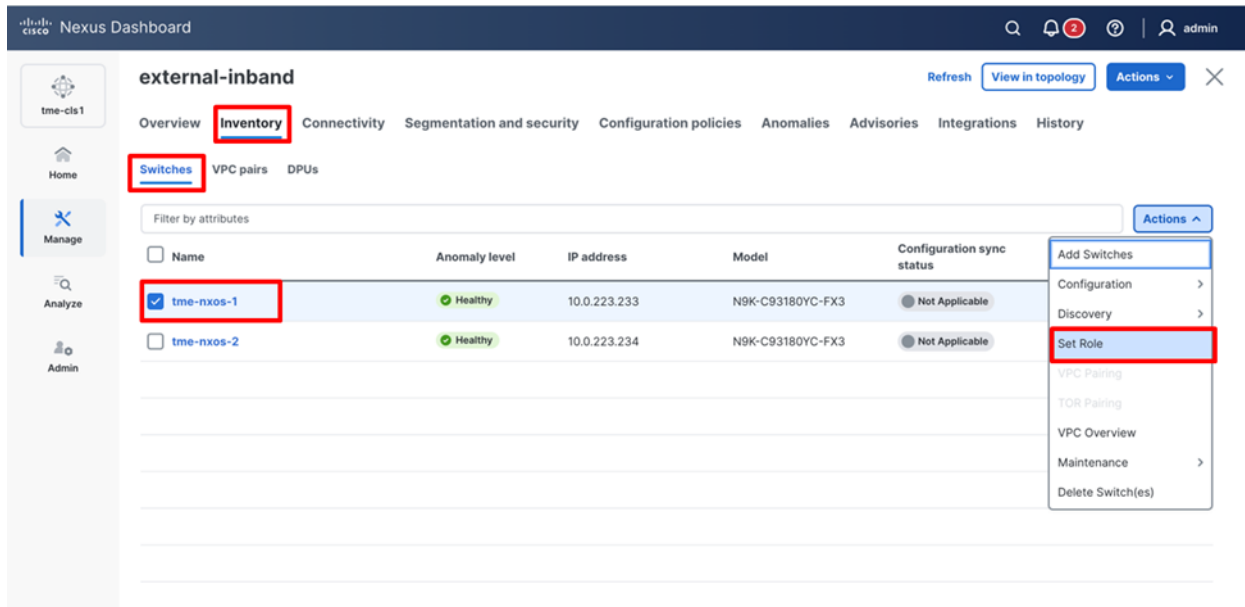 cisco Nexus Dashboard
2
admin
tme-cls1
Home
Manage
Analyze
Admin
external-inband
Refresh
View in topology
Actions
Overview Inventory Connectivity Segmentation and security Configuration policies Anomalies Advisories Integrations History
Switches VPC pairs DPUs
Filter by attributes
Actions
Name Anomaly level IP address Model Configuration sync
status
tme-nxos-1 Healthy 10.0.223.233 N9K-C93180YC-FX3 Not Applicable
tme-nxos-2 Healthy 10.0.223.234 N9K-C93180YC-FX3 Not Applicable
Add Switches
Configuration
Discovery
Set Role
VPC Pairing
TOR Pairing
VPC Overview
Maintenance
Delete Switch(es)